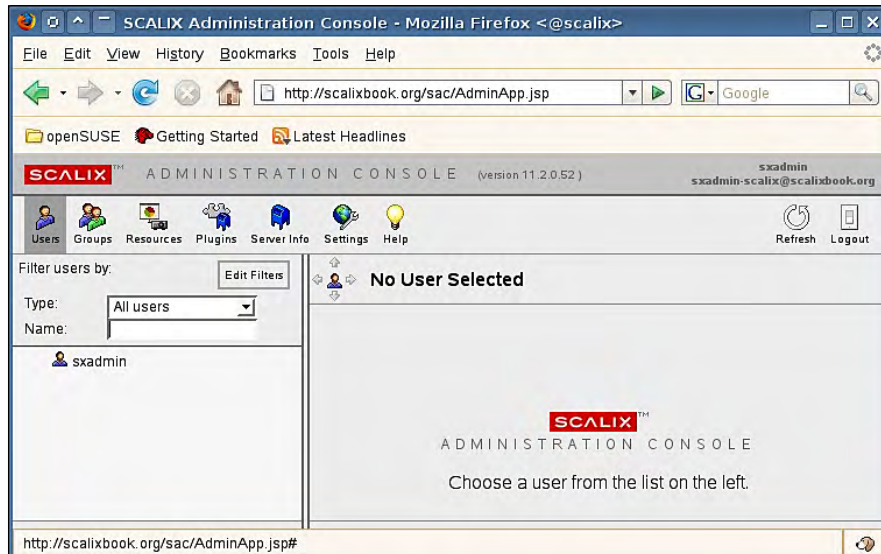 SCALIX Administration Console - Mozilla Firefox <@scalix>
File Edit View History Bookmarks Tools Help
http://scalixbook.org/sac/AdminApp.jsp G Google
openSUSE Getting Started Latest Headlines
SCALIX™ ADMINISTRATION CONSOLE (version 11.2.0.52 ) sxadmin
sxadmin-scalix@scalixbook.org
Users Groups Resources Plugins Server Info Settings Help Refresh Logout
Filter users by: Edit Filters
No User Selected
Type: All users
Name:
sxadmin
SCALIX™
ADMINISTRATION CONSOLE
Choose a user from the list on the left.
http://scalixbook.org/sac/AdminApp.jsp#